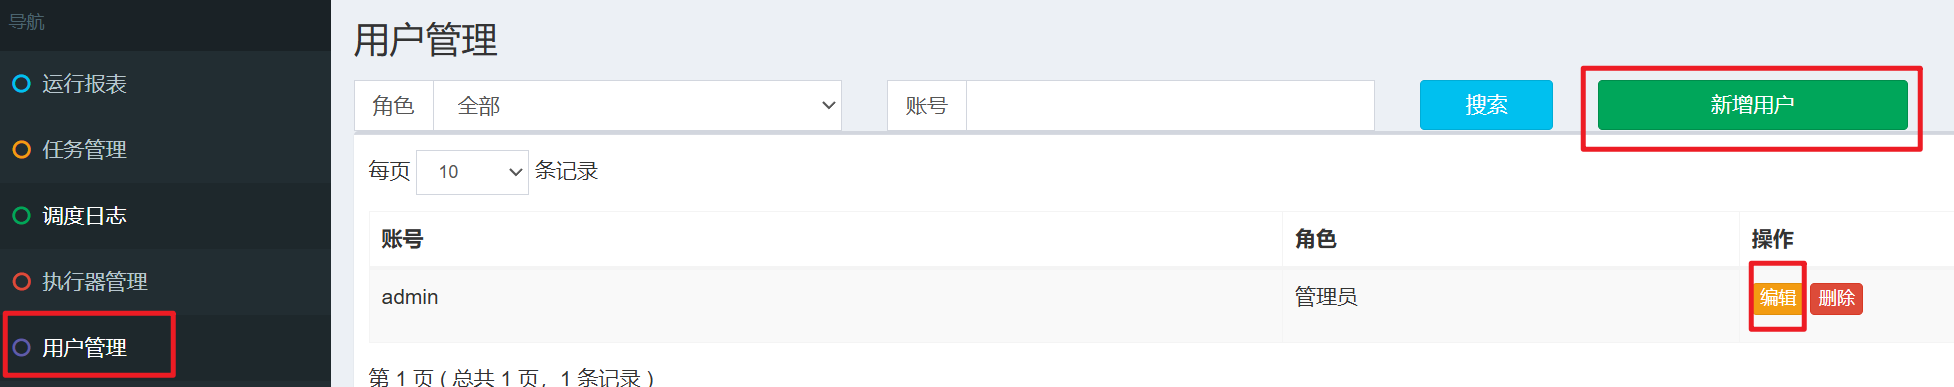 导航
运行报表
任务管理
调度日志
执行器管理
用户管理
用户管理
角色 全部 账号 搜索 新增用户
每页 10 条记录
账号 角色 操作
admin 管理员 编辑 删除
第 1 页 ( 总共 1 页，1 条记录 )